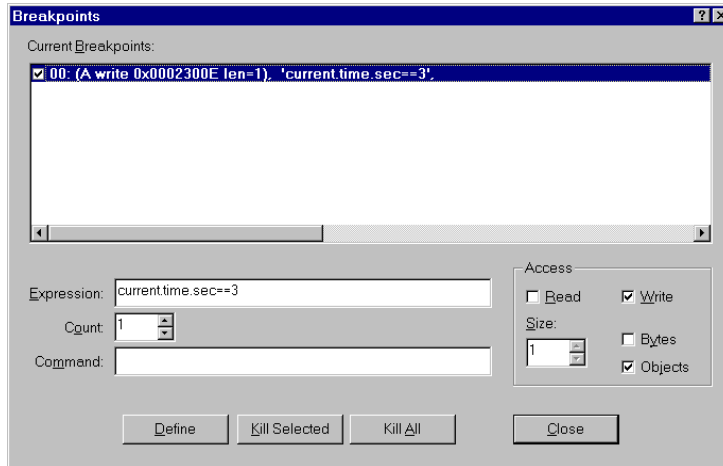 Breakpoints
Current Breakpoints:
00: (A write 0x0002300E len=1), 'current.time.sec==3',
Access
Expression: current.time.sec==3
Read Write
Count: 1
Size:
1
Bytes
Command:
Objects
Define Kill Selected Kill All Close